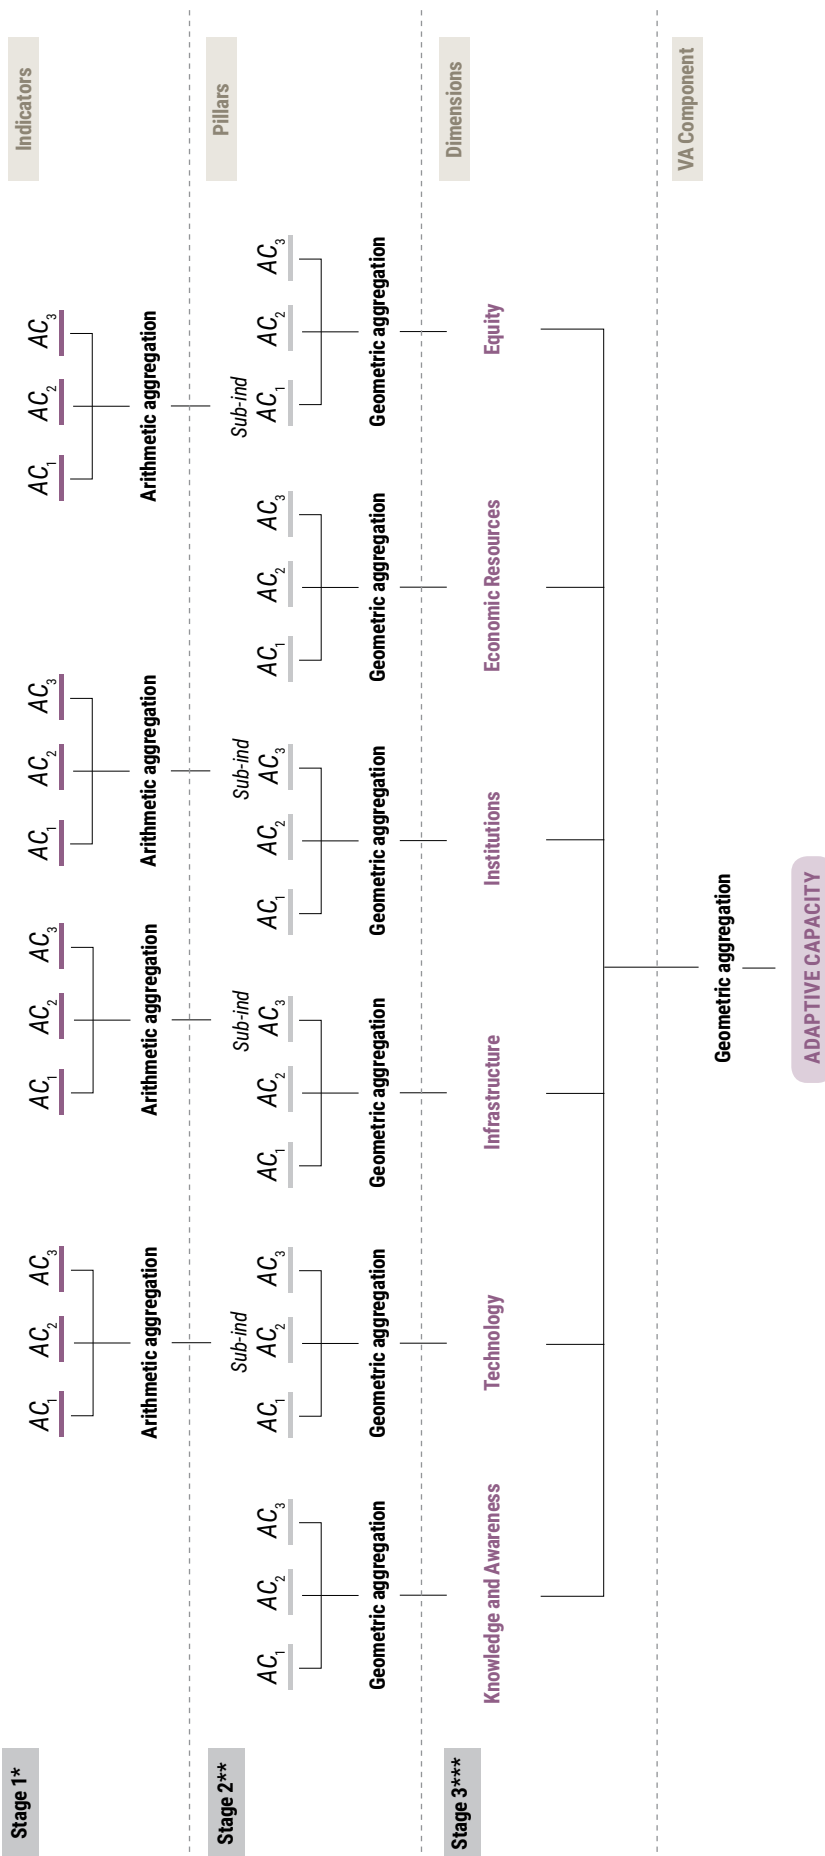 Stage 1*
Indicators
AC1 AC2 AC3
Arithmetic aggregation
AC1 AC2 AC3
Arithmetic aggregation
AC1 AC2 AC3
Arithmetic aggregation
AC1 AC2 AC3
Arithmetic aggregation
Stage 2**
Pillars
AC1 AC2 AC3
Geometric aggregation
Sub-ind
AC1 AC2 AC3
Geometric aggregation
Sub-ind
AC1 AC2 AC3
Geometric aggregation
Sub-ind
AC1 AC2 AC3
Geometric aggregation
AC1 AC2 AC3
Geometric aggregation
Sub-ind
AC1 AC2 AC3
Geometric aggregation
Stage 3***
Dimensions
Knowledge and Awareness
Technology
Infrastructure
Institutions
Economic Resources
Equity
VA Component
Geometric aggregation
ADAPTIVE CAPACITY